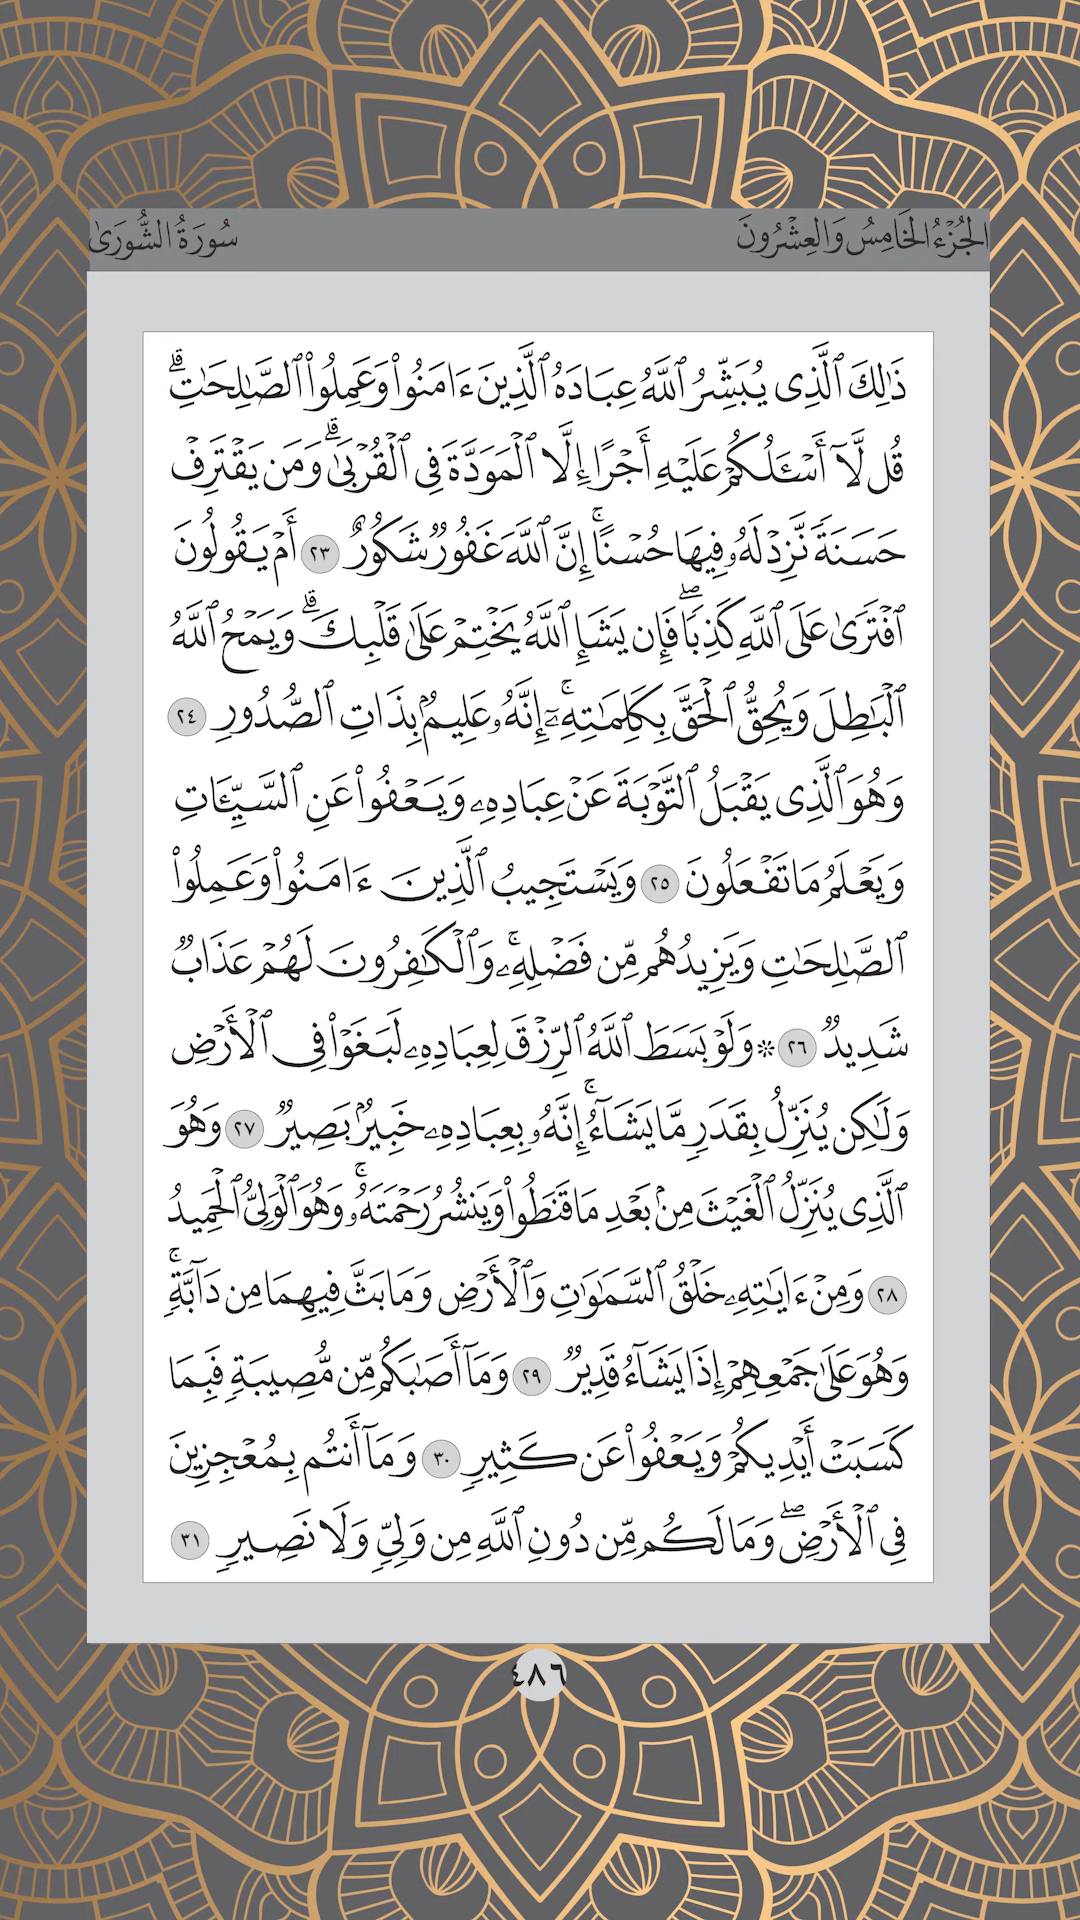 سُورَةُ الشُّورَىٰ
الجُزْءُ الخَامِسُ وَالعِشْرُونَ
ذَٰلِكَ ٱلَّذِى يُبَشِّرُ ٱللَّهُ عِبَادَهُ ٱلَّذِينَ ءَامَنُوا۟ وَعَمِلُوا۟ ٱلصَّـٰلِحَـٰتِ ۗ
قُل لَّآ أَسْـَٔلُكُمْ عَلَيْهِ أَجْرًا إِلَّا ٱلْمَوَدَّةَ فِى ٱلْقُرْبَىٰ ۗ وَمَن يَقْتَرِفْ
حَسَنَةً نَّزِدْ لَهُۥ فِيهَا حُسْنًا ۚ إِنَّ ٱللَّهَ غَفُورٌ شَكُورٌ ٢٣ أَمْ يَقُولُونَ
ٱفْتَرَىٰ عَلَى ٱللَّهِ كَذِبًا ۖ فَإِن يَشَإِ ٱللَّهُ يَخْتِمْ عَلَىٰ قَلْبِكَ ۗ وَيَمْحُ ٱللَّهُ
ٱلْبَـٰطِلَ وَيُحِقُّ ٱلْحَقَّ بِكَلِمَـٰتِهِۦٓ ۚ إِنَّهُۥ عَلِيمٌۢ بِذَاتِ ٱلصُّدُورِ ٢٤
وَهُوَ ٱلَّذِى يَقْبَلُ ٱلتَّوْبَةَ عَنْ عِبَادِهِۦ وَيَعْفُوا۟ عَنِ ٱلسَّيِّـَٔاتِ
وَيَعْلَمُ مَا تَفْعَلُونَ ٢٥ وَيَسْتَجِيبُ ٱلَّذِينَ ءَامَنُوا۟ وَعَمِلُوا۟
ٱلصَّـٰلِحَـٰتِ وَيَزِيدُهُم مِّن فَضْلِهِۦ ۚ وَٱلْكَـٰفِرُونَ لَهُمْ عَذَابٌ
شَدِيدٌ ٢٦ ۞ وَلَوْ بَسَطَ ٱللَّهُ ٱلرِّزْقَ لِعِبَادِهِۦ لَبَغَوْا۟ فِى ٱلْأَرْضِ
وَلَـٰكِن يُنَزِّلُ بِقَدَرٍ مَّا يَشَآءُ ۚ إِنَّهُۥ بِعِبَادِهِۦ خَبِيرٌۢ بَصِيرٌ ٢٧ وَهُوَ
ٱلَّذِى يُنَزِّلُ ٱلْغَيْثَ مِنۢ بَعْدِ مَا قَنَطُوا۟ وَيَنشُرُ رَحْمَتَهُۥ ۚ وَهُوَ ٱلْوَلِىُّ ٱلْحَمِيدُ
٢٨ وَمِنْ ءَايَـٰتِهِۦ خَلْقُ ٱلسَّمَـٰوَٰتِ وَٱلْأَرْضِ وَمَا بَثَّ فِيهِمَا مِن دَآبَّةٍ ۚ
وَهُوَ عَلَىٰ جَمْعِهِمْ إِذَا يَشَآءُ قَدِيرٌ ٢٩ وَمَآ أَصَـٰبَكُم مِّن مُّصِيبَةٍ فَبِمَا
كَسَبَتْ أَيْدِيكُمْ وَيَعْفُوا۟ عَن كَثِيرٍ ٣٠ وَمَآ أَنتُم بِمُعْجِزِينَ
فِى ٱلْأَرْضِ ۖ وَمَا لَكُم مِّن دُونِ ٱللَّهِ مِن وَلِىٍّ وَلَا نَصِيرٍ ٣١
٤٨٦